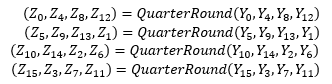 (Z₀,Z₄,Z₈,Z₁₂) = QuarterRound(Y₀,Y₄,Y₈,Y₁₂)
(Z₅,Z₉,Z₁₃,Z₁) = QuarterRound(Y₅,Y₉,Y₁₃,Y₁)
(Z₁₀,Z₁₄,Z₂,Z₆) = QuarterRound(Y₁₀,Y₁₄,Y₂,Y₆)
(Z₁₅,Z₃,Z₇,Z₁₁) = QuarterRound(Y₁₅,Y₃,Y₇,Y₁₁)